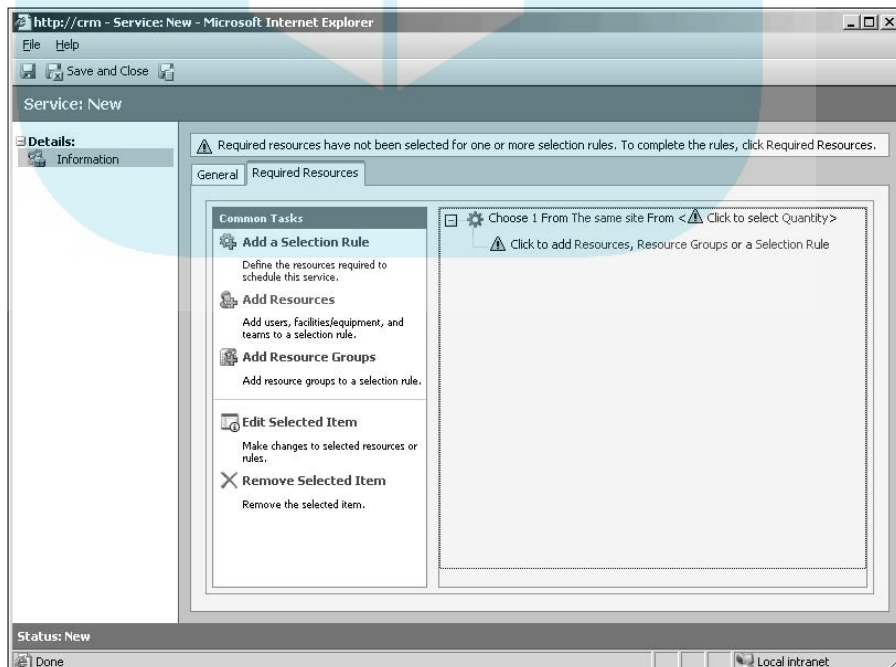 http://crm - Service: New - Microsoft Internet Explorer
File Help
Save and Close
Service: New
Details:
Information
Required resources have not been selected for one or more selection rules. To complete the rules, click Required Resources.
General Required Resources
Common Tasks
Add a Selection Rule
Define the resources required to
schedule this service.
Add Resources
Add users, facilities/equipment, and
teams to a selection rule.
Add Resource Groups
Add resource groups to a selection rule.
Edit Selected Item
Make changes to selected resources or
rules.
Remove Selected Item
Remove the selected item.
Choose 1 From The same site From < Click to select Quantity>
Click to add Resources, Resource Groups or a Selection Rule
Status: New
Done
Local intranet